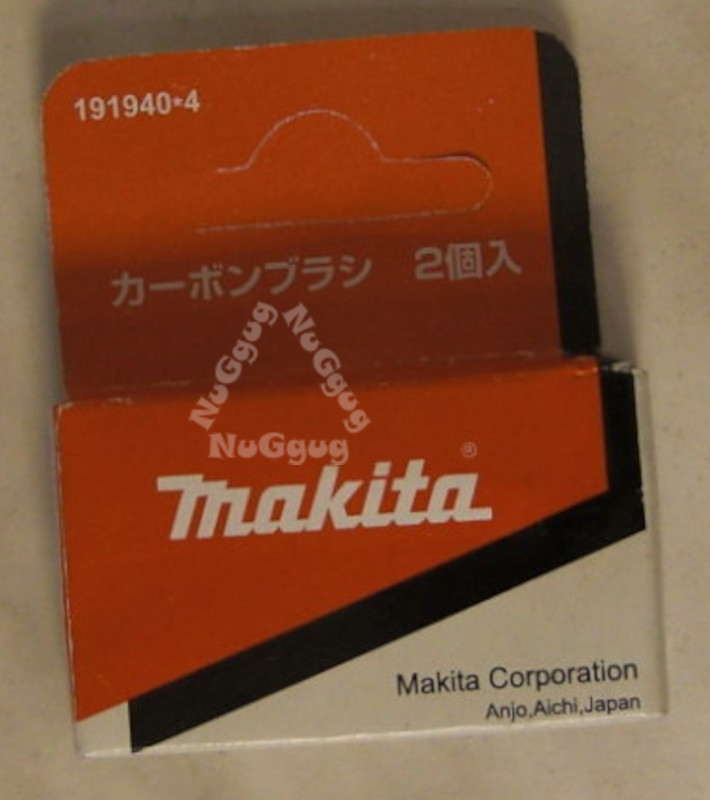 191940*4
カーボンブラシ 2個入
NuGgug
NuGgug
NuGgug
makita®
Makita Corporation
Anjo,Aichi,Japan